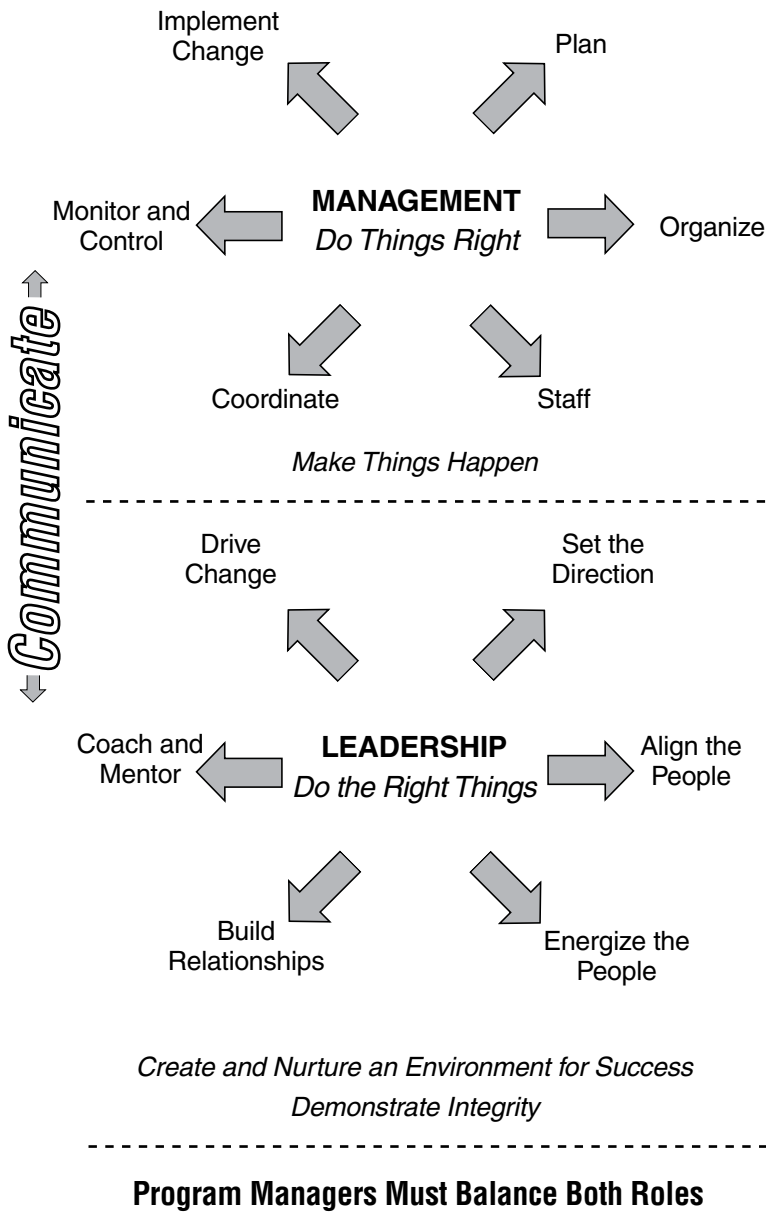 Implement
Change
Plan
Monitor and
Control
MANAGEMENT
Do Things Right
Organize
Coordinate
Staff
Make Things Happen
Communicate
Drive
Change
Set the
Direction
Coach and
Mentor
LEADERSHIP
Do the Right Things
Align the
People
Build
Relationships
Energize the
People
Create and Nurture an Environment for Success
Demonstrate Integrity
Program Managers Must Balance Both Roles